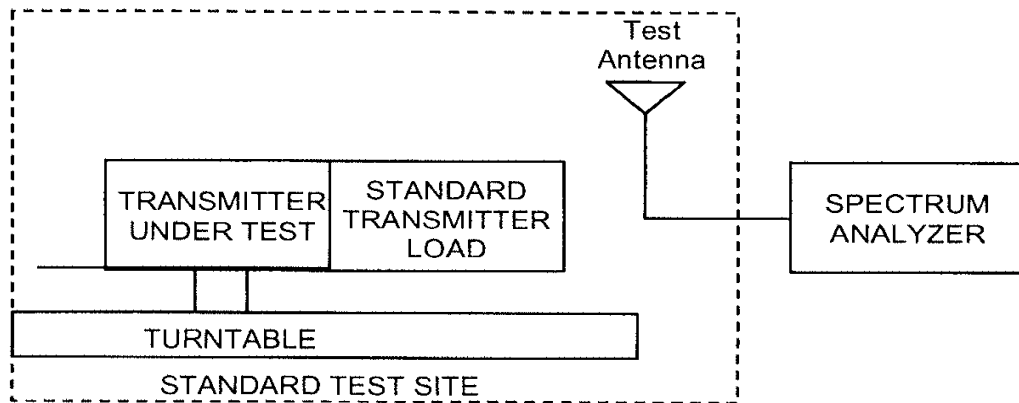 Test
Antenna
TRANSMITTER
UNDER TEST
STANDARD
TRANSMITTER
LOAD
SPECTRUM
ANALYZER
TURNTABLE
STANDARD TEST SITE